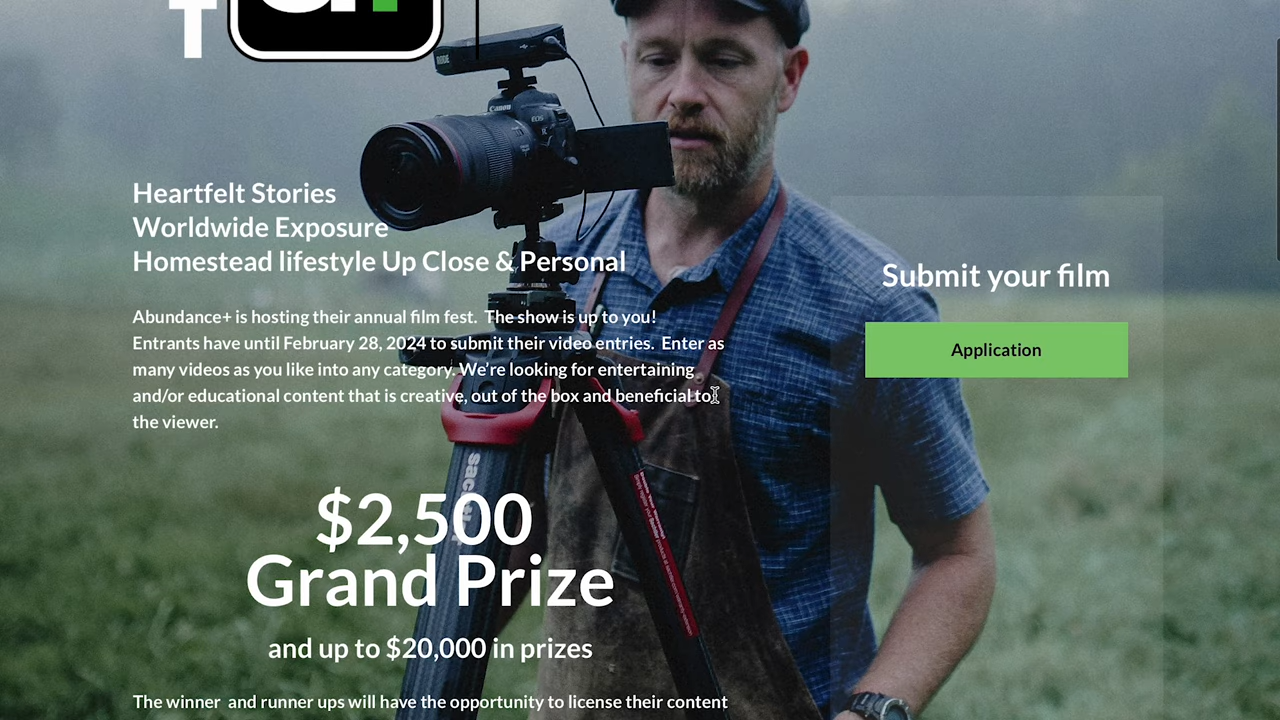 RODE
Canon
EOS
R
Heartfelt Stories
Worldwide Exposure
Homestead lifestyle Up Close & Personal
Submit your film
Application
Abundance+ is hosting their annual film fest.  The show is up to you!
Entrants have until February 28, 2024 to submit their video entries.  Enter as
many videos as you like into any category. We're looking for entertaining
and/or educational content that is creative, out of the box and beneficial to
the viewer.
$2,500
Grand Prize
and up to $20,000 in prizes
The winner  and runner ups will have the opportunity to license their content